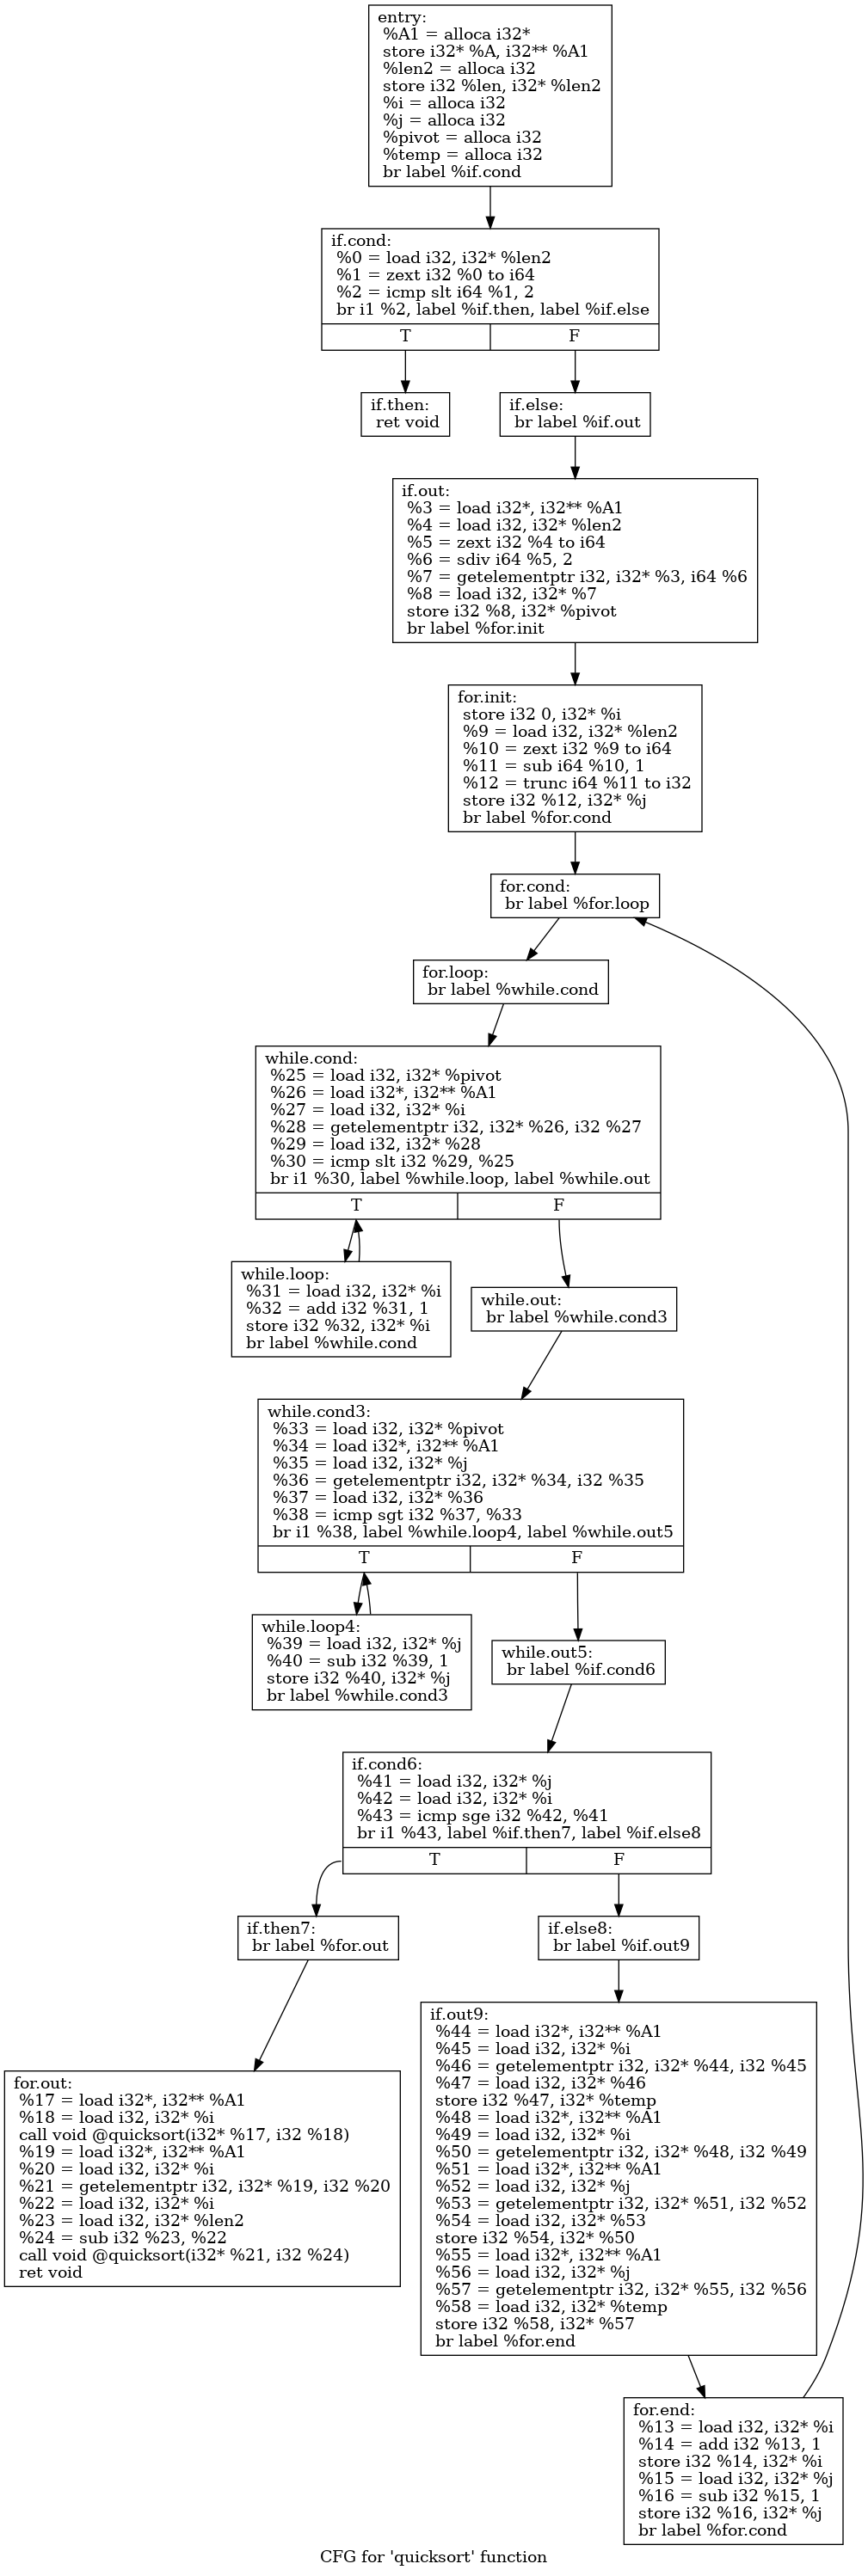 entry:
%A1 = alloca i32*
store i32* %A, i32** %A1
%len2 = alloca i32
store i32 %len, i32* %len2
%i = alloca i32
%j = alloca i32
%pivot = alloca i32
%temp = alloca i32
br label %if.cond
if.cond:
%0 = load i32, i32* %len2
%1 = zext i32 %0 to i64
%2 = icmp slt i64 %1, 2
br i1 %2, label %if.then, label %if.else
T
F
if.then:
ret void
if.else:
br label %if.out
if.out:
%3 = load i32*, i32** %A1
%4 = load i32, i32* %len2
%5 = zext i32 %4 to i64
%6 = sdiv i64 %5, 2
%7 = getelementptr i32, i32* %3, i64 %6
%8 = load i32, i32* %7
store i32 %8, i32* %pivot
br label %for.init
for.init:
store i32 0, i32* %i
%9 = load i32, i32* %len2
%10 = zext i32 %9 to i64
%11 = sub i64 %10, 1
%12 = trunc i64 %11 to i32
store i32 %12, i32* %j
br label %for.cond
for.cond:
br label %for.loop
for.loop:
br label %while.cond
while.cond:
%25 = load i32, i32* %pivot
%26 = load i32*, i32** %A1
%27 = load i32, i32* %i
%28 = getelementptr i32, i32* %26, i32 %27
%29 = load i32, i32* %28
%30 = icmp slt i32 %29, %25
br i1 %30, label %while.loop, label %while.out
T
F
while.loop:
%31 = load i32, i32* %i
%32 = add i32 %31, 1
store i32 %32, i32* %i
br label %while.cond
while.out:
br label %while.cond3
while.cond3:
%33 = load i32, i32* %pivot
%34 = load i32*, i32** %A1
%35 = load i32, i32* %j
%36 = getelementptr i32, i32* %34, i32 %35
%37 = load i32, i32* %36
%38 = icmp sgt i32 %37, %33
br i1 %38, label %while.loop4, label %while.out5
T
F
while.loop4:
%39 = load i32, i32* %j
%40 = sub i32 %39, 1
store i32 %40, i32* %j
br label %while.cond3
while.out5:
br label %if.cond6
if.cond6:
%41 = load i32, i32* %j
%42 = load i32, i32* %i
%43 = icmp sge i32 %42, %41
br i1 %43, label %if.then7, label %if.else8
T
F
if.then7:
br label %for.out
if.else8:
br label %if.out9
for.out:
%17 = load i32*, i32** %A1
%18 = load i32, i32* %i
call void @quicksort(i32* %17, i32 %18)
%19 = load i32*, i32** %A1
%20 = load i32, i32* %i
%21 = getelementptr i32, i32* %19, i32 %20
%22 = load i32, i32* %i
%23 = load i32, i32* %len2
%24 = sub i32 %23, %22
call void @quicksort(i32* %21, i32 %24)
ret void
if.out9:
%44 = load i32*, i32** %A1
%45 = load i32, i32* %i
%46 = getelementptr i32, i32* %44, i32 %45
%47 = load i32, i32* %46
store i32 %47, i32* %temp
%48 = load i32*, i32** %A1
%49 = load i32, i32* %i
%50 = getelementptr i32, i32* %48, i32 %49
%51 = load i32*, i32** %A1
%52 = load i32, i32* %j
%53 = getelementptr i32, i32* %51, i32 %52
%54 = load i32, i32* %53
store i32 %54, i32* %50
%55 = load i32*, i32** %A1
%56 = load i32, i32* %j
%57 = getelementptr i32, i32* %55, i32 %56
%58 = load i32, i32* %temp
store i32 %58, i32* %57
br label %for.end
for.end:
%13 = load i32, i32* %i
%14 = add i32 %13, 1
store i32 %14, i32* %i
%15 = load i32, i32* %j
%16 = sub i32 %15, 1
store i32 %16, i32* %j
br label %for.cond
CFG for 'quicksort' function